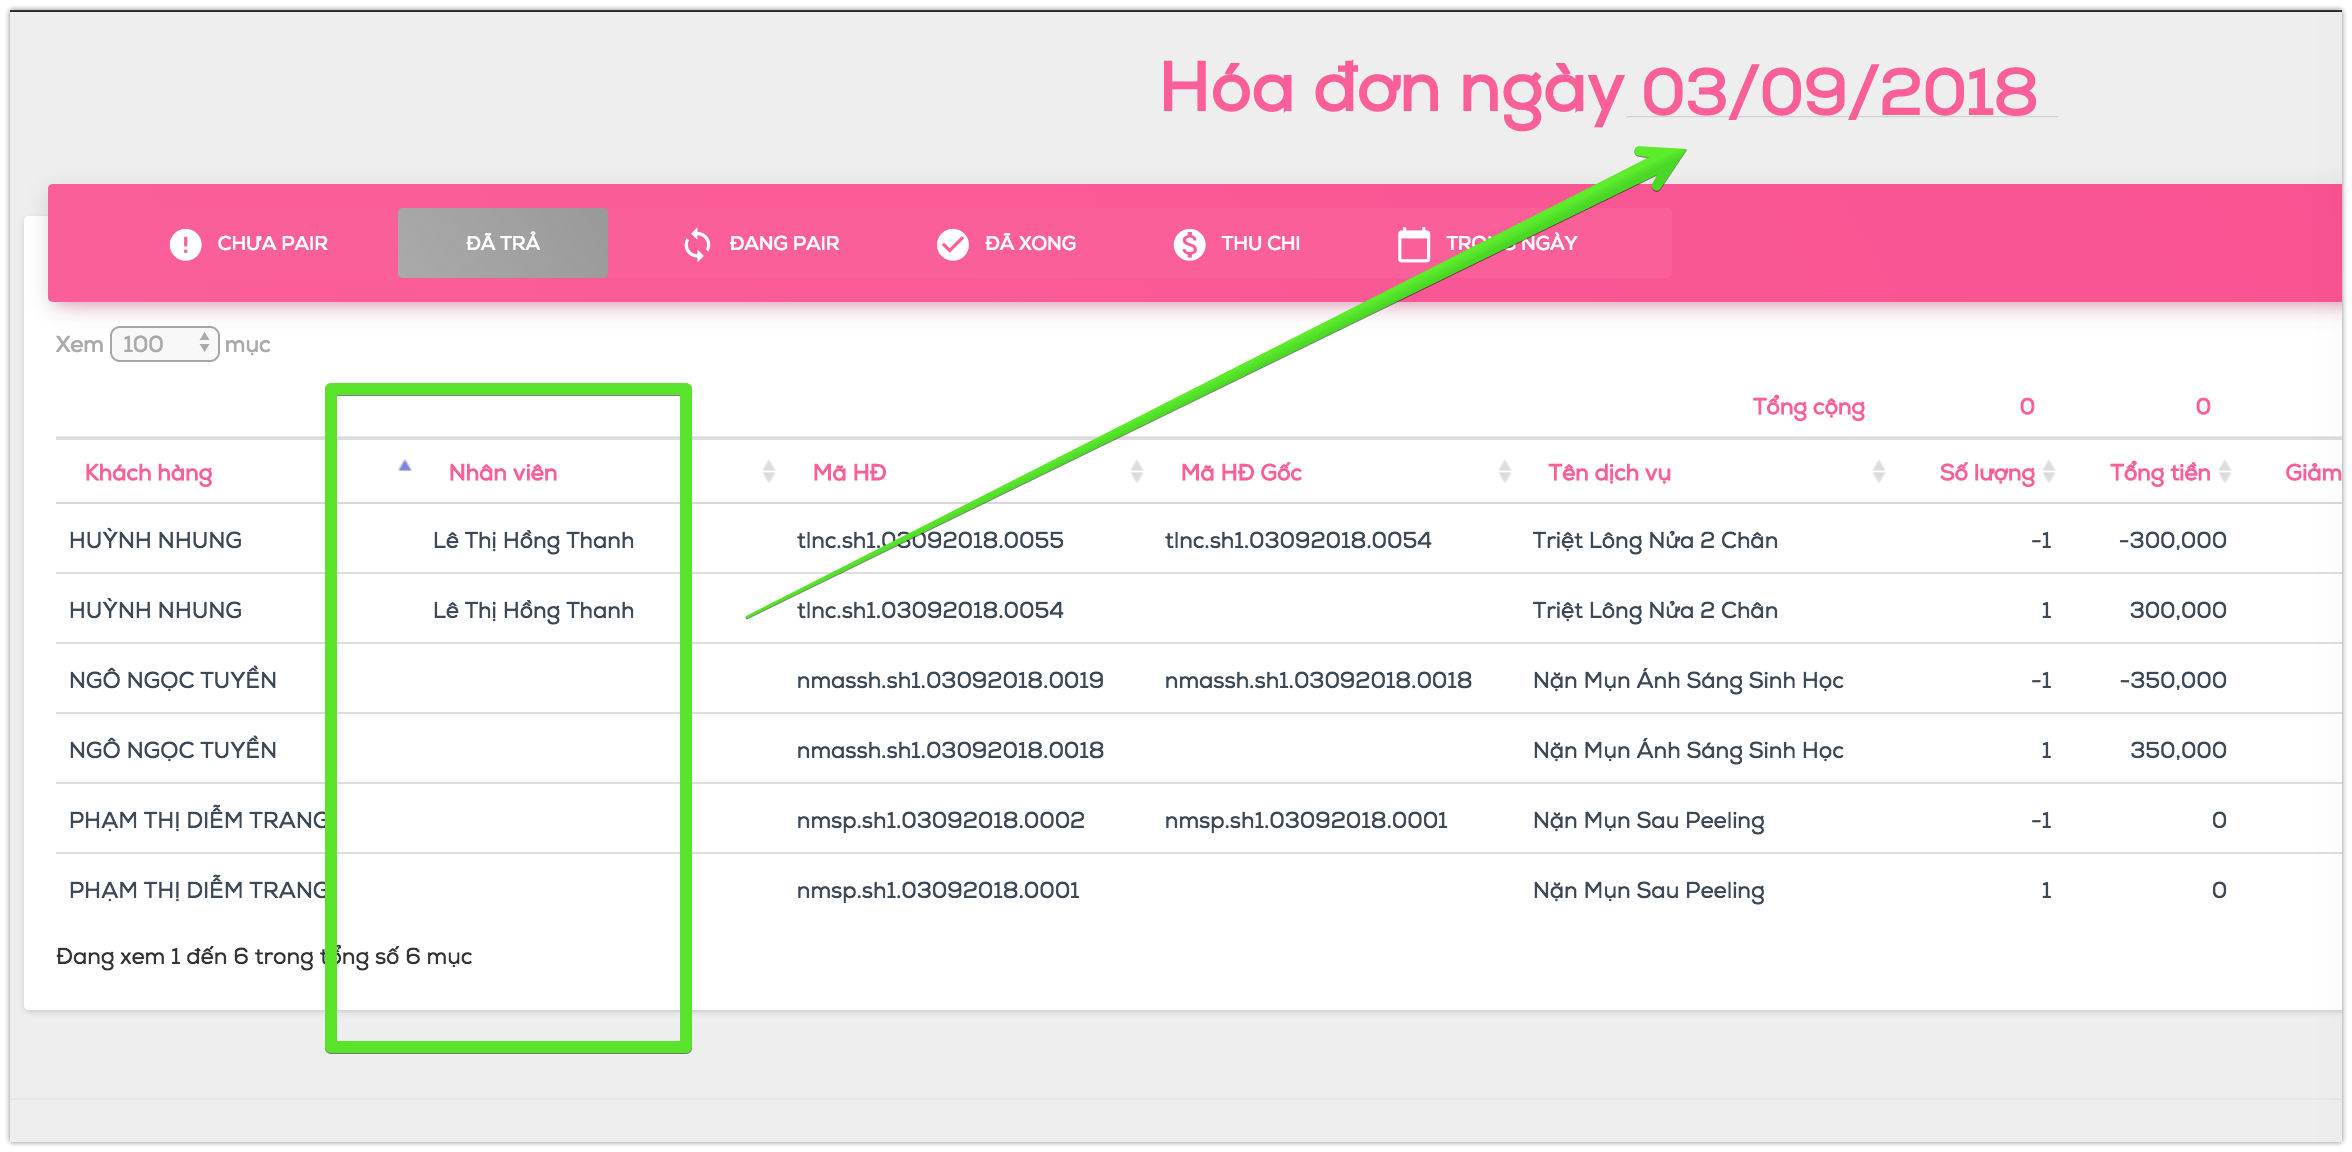 Hóa đơn ngày 03/09/2018
CHƯA PAIR ĐÃ TRẢ ĐANG PAIR ĐÃ XONG THU CHI NGÀY
Xem 100 mục
Tổng cộng 0 0
Khách hàng Nhân viên Mã HĐ Mã HĐ Gốc Tên dịch vụ Số lượng Tổng tiền Giảm
HUỲNH NHUNG Lê Thị Hồng Thanh tlnc.sh1.03092018.0055 tlnc.sh1.03092018.0054 Triệt Lông Nửa 2 Chân -1 -300,000
HUỲNH NHUNG Lê Thị Hồng Thanh tlnc.sh1.03092018.0054 Triệt Lông Nửa 2 Chân 1 300,000
NGÔ NGỌC TUYỀN nmassh.sh1.03092018.0019 nmassh.sh1.03092018.0018 Nặn Mụn Ánh Sáng Sinh Học -1 -350,000
NGÔ NGỌC TUYỀN nmassh.sh1.03092018.0018 Nặn Mụn Ánh Sáng Sinh Học 1 350,000
PHẠM THỊ DIỄM TRANG nmsp.sh1.03092018.0002 nmsp.sh1.03092018.0001 Nặn Mụn Sau Peeling -1 0
PHẠM THỊ DIỄM TRANG nmsp.sh1.03092018.0001 Nặn Mụn Sau Peeling 1 0
Đang xem 1 đến 6 trong tổng số 6 mục